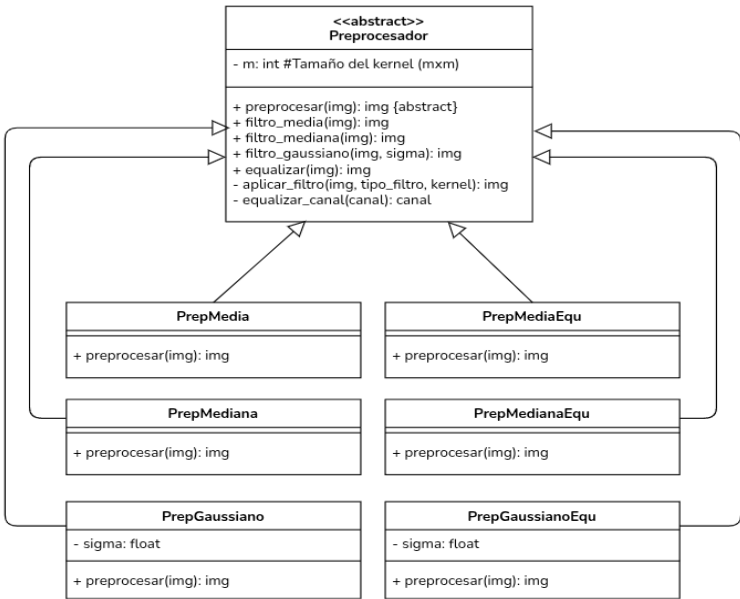 <<abstract>>
Preprocesador
- m: int #Tamaño del kernel (mxm)
+ preprocesar(img): img {abstract}
+ filtro_media(img): img
+ filtro_mediana(img): img
+ filtro_gaussiano(img, sigma): img
+ equalizar(img): img
- aplicar_filtro(img, tipo_filtro, kernel): img
- equalizar_canal(canal): canal
PrepMedia
+ preprocesar(img): img
PrepMediaEqu
+ preprocesar(img): img
PrepMediana
+ preprocesar(img): img
PrepMedianaEqu
+ preprocesar(img): img
PrepGaussiano
- sigma: float
+ preprocesar(img): img
PrepGaussianoEqu
- sigma: float
+ preprocesar(img): img